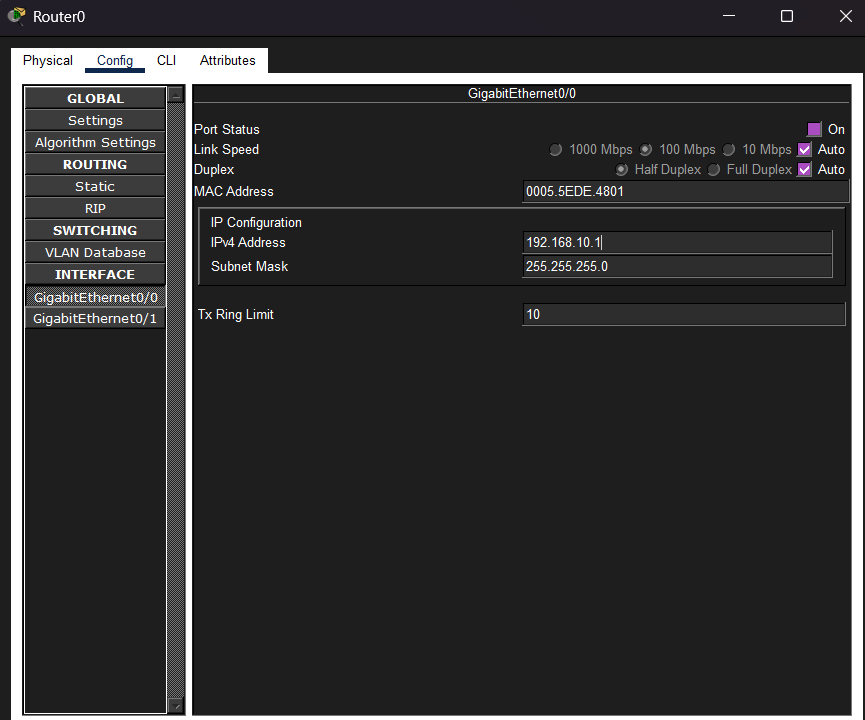 Router0
Physical Config CLI Attributes
GLOBAL
Settings
Algorithm Settings
ROUTING
Static
RIP
SWITCHING
VLAN Database
INTERFACE
GigabitEthernet0/0
GigabitEthernet0/1
GigabitEthernet0/0
Port Status On
Link Speed 1000 Mbps 100 Mbps 10 Mbps Auto
Duplex Half Duplex Full Duplex Auto
MAC Address 0005.5EDE.4801
IP Configuration
IPv4 Address 192.168.10.1
Subnet Mask 255.255.255.0
Tx Ring Limit 10